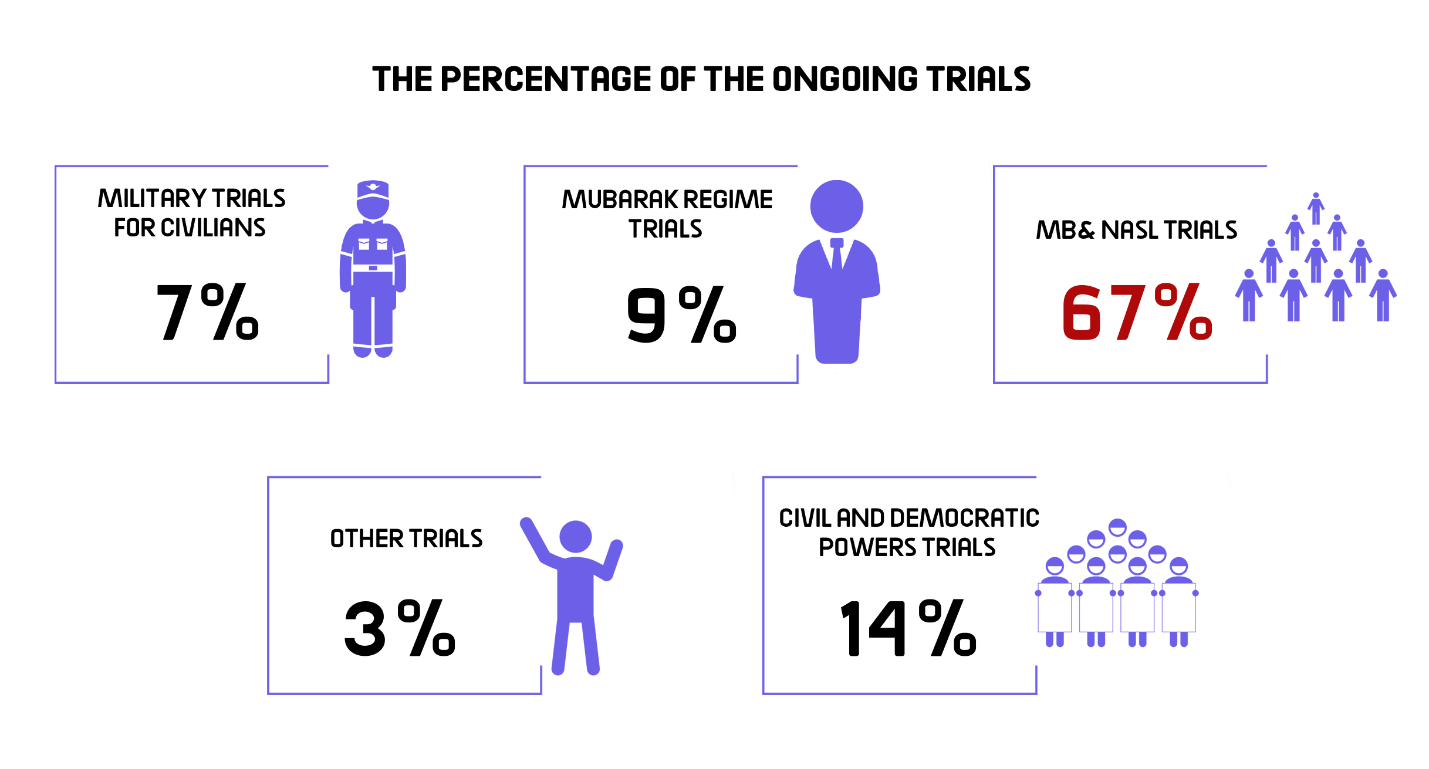 THE PERCENTAGE OF THE ONGOING TRIALS
MILITARY TRIALS
FOR CIVILIANS
7%
MUBARAK REGIME
TRIALS
9%
MB& NASL TRIALS
67%
OTHER TRIALS
3%
CIVIL AND DEMOCRATIC
POWERS TRIALS
14%